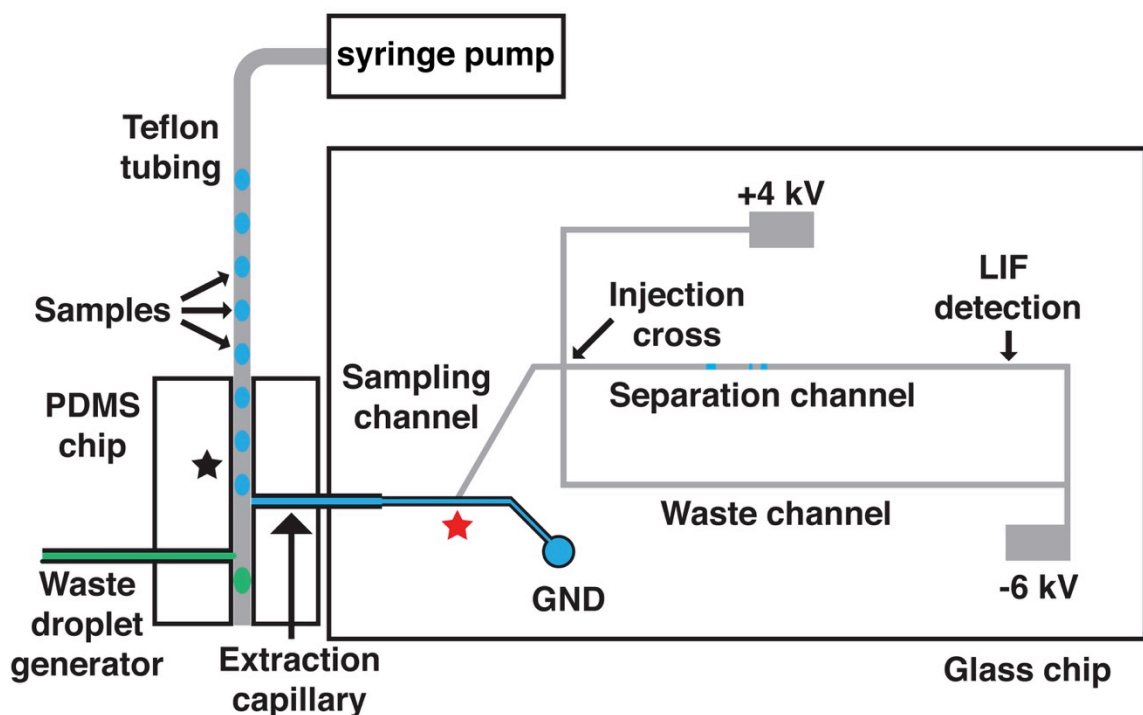 syringe pump
Teflon
tubing
+4 kV
LIF
detection
Samples
Injection
cross
Sampling
channel
Separation channel
PDMS
chip
Waste channel
GND
-6 kV
Waste
droplet
generator
Extraction
capillary
Glass chip